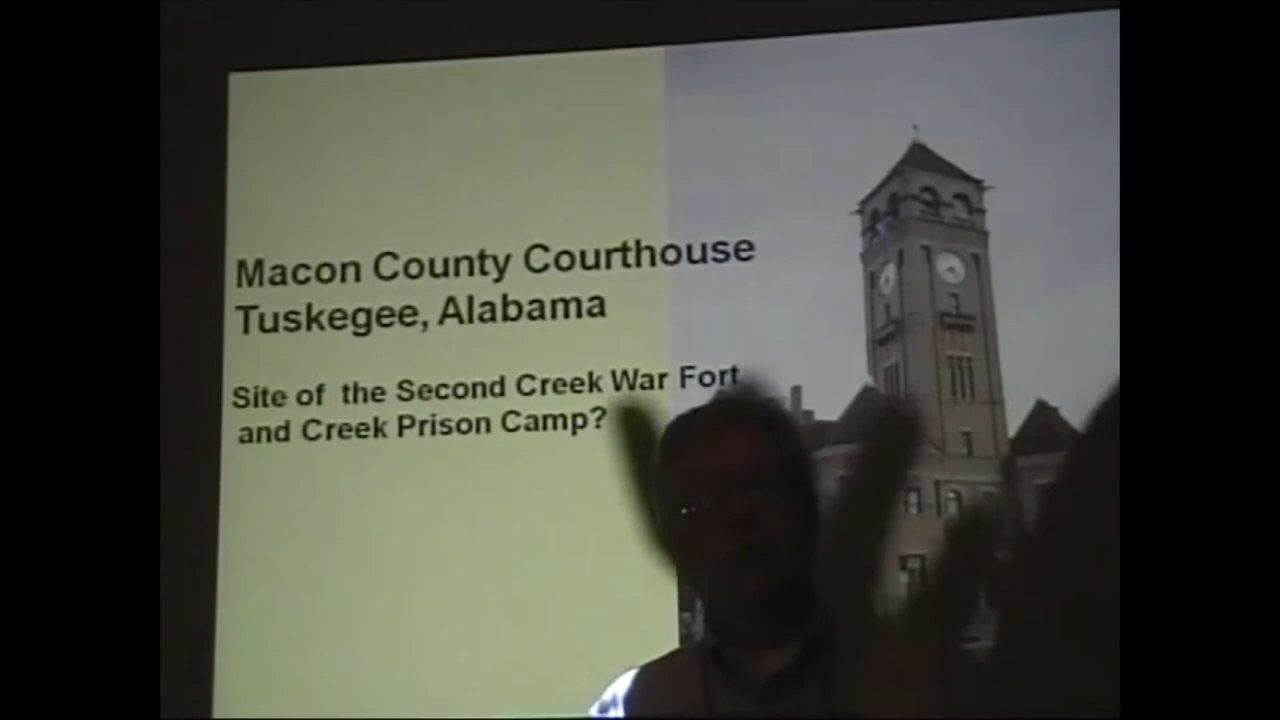 Macon County Courthouse
Tuskegee, Alabama
Site of the Second Creek War Fort
and Creek Prison Camp?